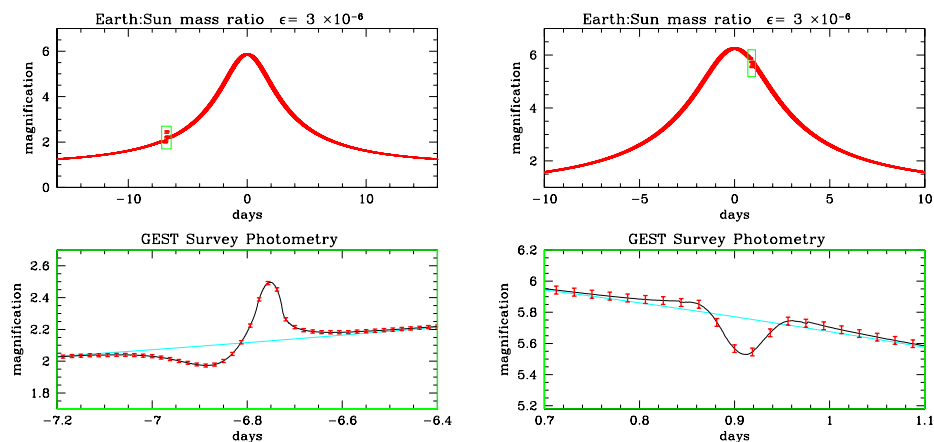 Earth:Sun mass ratio ϵ= 3 ×10⁻⁶
magnification
6
4
2
0
−10 0 10
days
Earth:Sun mass ratio ϵ= 3 ×10⁻⁶
magnification
6
4
2
−10 −5 0 5 10
days
GEST Survey Photometry
magnification
2.6
2.4
2.2
2
1.8
−7.2 −7 −6.8 −6.6 −6.4
days
GEST Survey Photometry
magnification
6.2
6
5.8
5.6
5.4
5.2
0.7 0.8 0.9 1 1.1
days